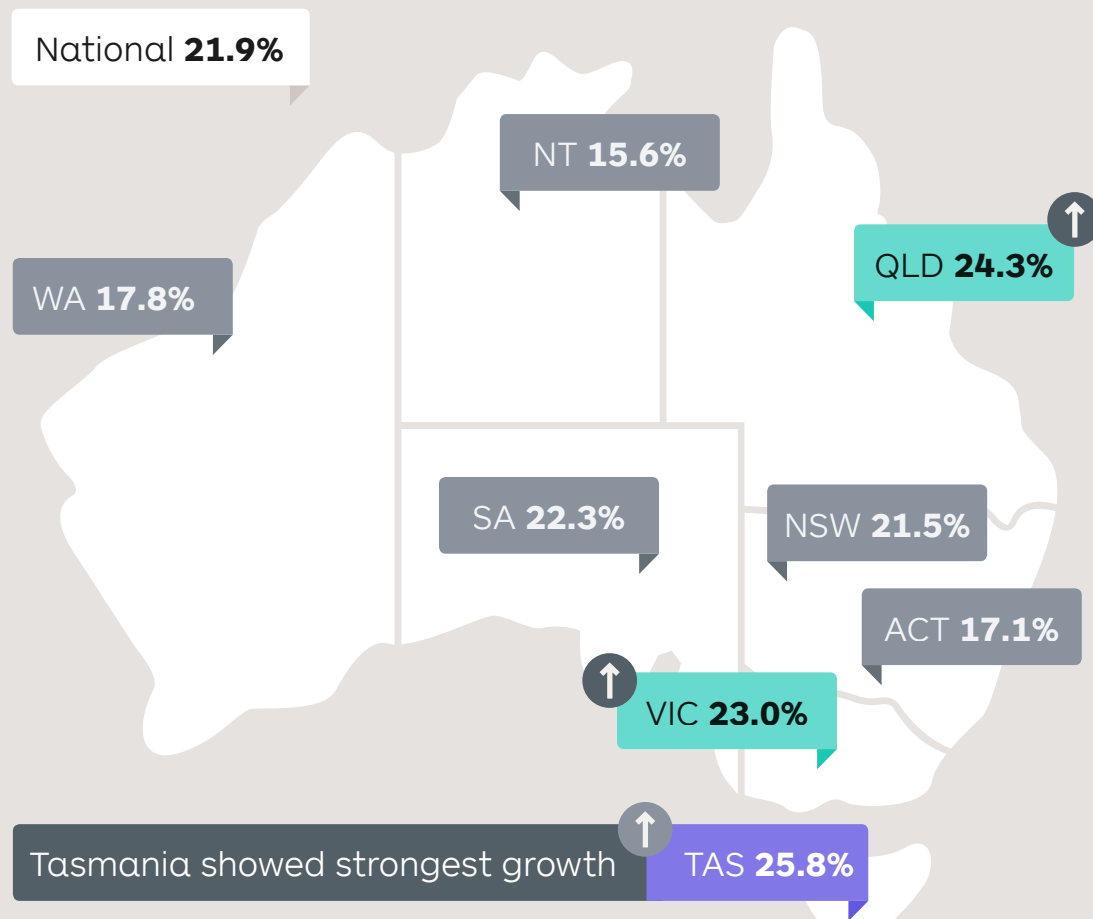 National 21.9%
NT 15.6%
QLD 24.3%
WA 17.8%
SA 22.3%
NSW 21.5%
ACT 17.1%
VIC 23.0%
Tasmania showed strongest growth
TAS 25.8%